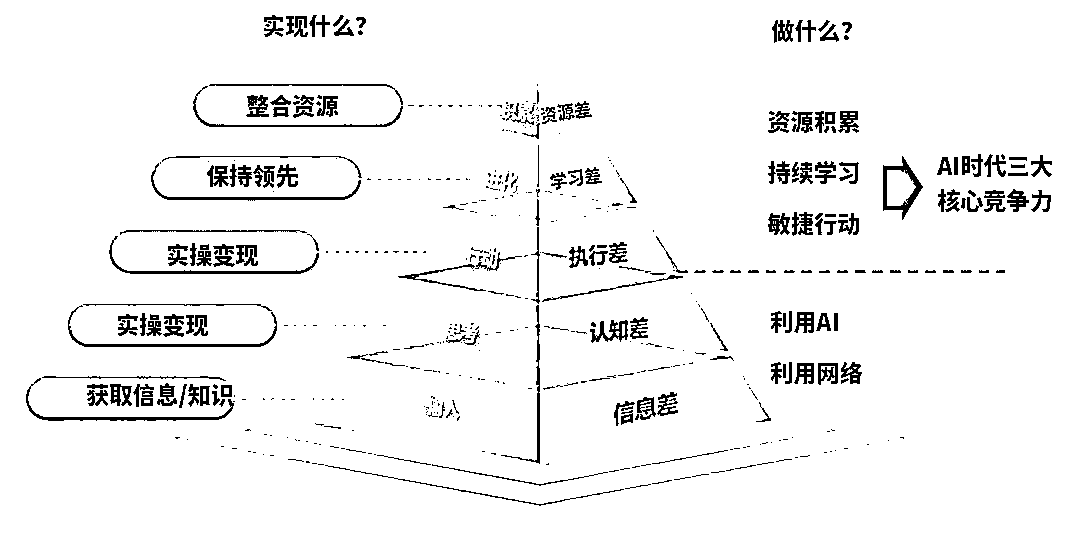 实现什么?
做什么?
整合资源
资源差
资源积累
保持领先
进化
学习差
持续学习
AI时代三大
核心竞争力
敏捷行动
实操变现
行动
执行差
实操变现
思考
认知差
利用AI
利用网络
获取信息/知识
输入
信息差